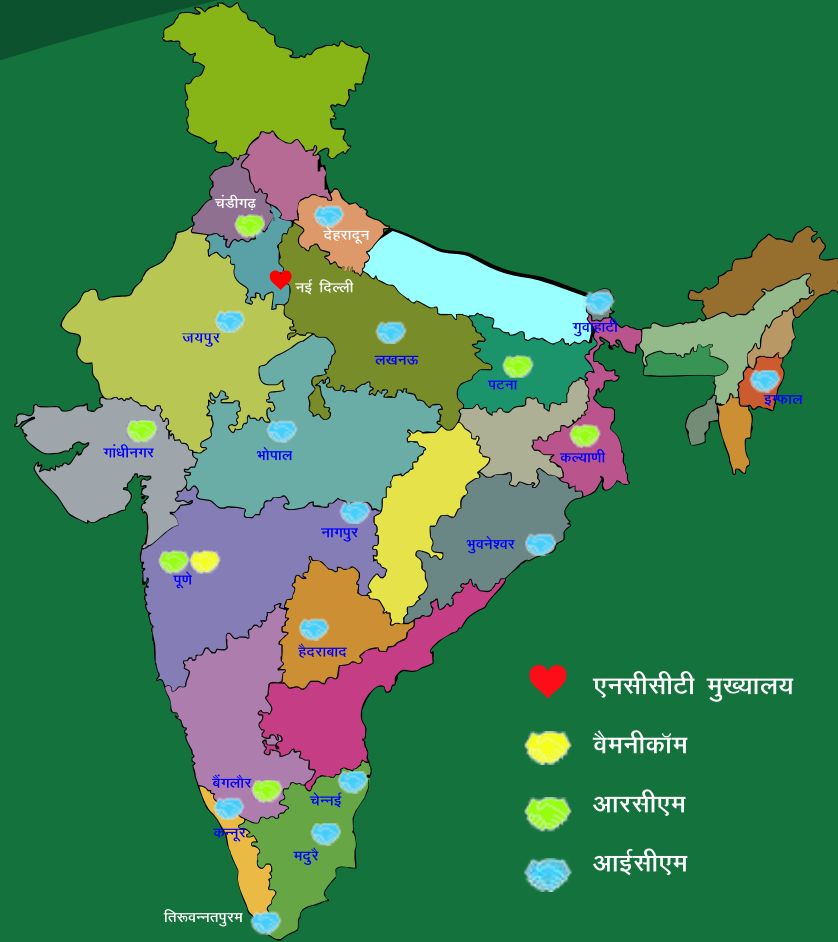 चंडीगढ़
देहरादून
नई दिल्ली
जयपुर
गुवाहाटी
लखनऊ
पटना
इम्फाल
गांधीनगर
भोपाल
कल्याणी
नागपुर
भुवनेश्वर
पूणे
हैदराबाद
एनसीसीटी मुख्यालय
वैमनीकॉम
बैंगलौर
चेन्नई
आरसीएम
कन्नूर
मदुरै
आईसीएम
तिरूवन्नतपुरम